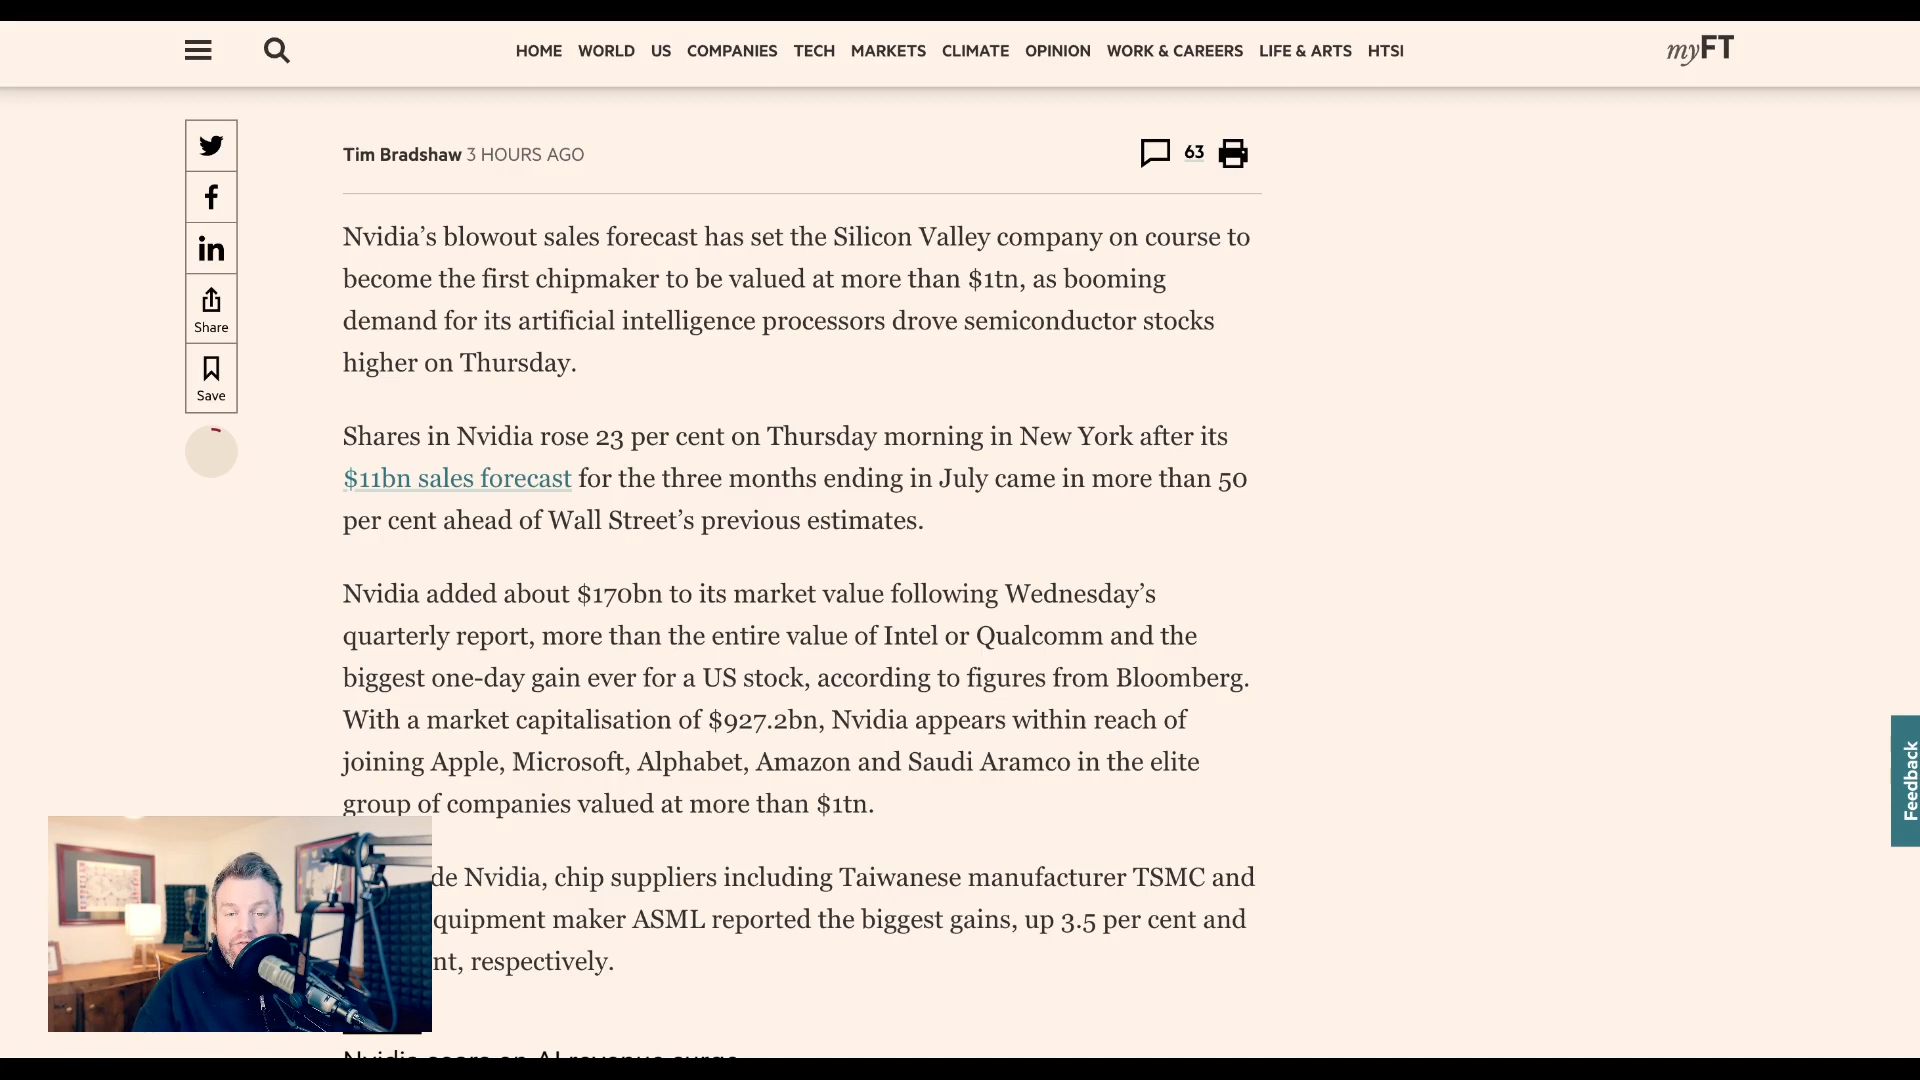 HOME WORLD US COMPANIES TECH MARKETS CLIMATE OPINION WORK & CAREERS LIFE & ARTS HTSI
myFT
Tim Bradshaw 3 HOURS AGO
63
Share
Save
Nvidia’s blowout sales forecast has set the Silicon Valley company on course to
become the first chipmaker to be valued at more than $1tn, as booming
demand for its artificial intelligence processors drove semiconductor stocks
higher on Thursday.
Shares in Nvidia rose 23 per cent on Thursday morning in New York after its
$11bn sales forecast for the three months ending in July came in more than 50
per cent ahead of Wall Street’s previous estimates.
Nvidia added about $170bn to its market value following Wednesday’s
quarterly report, more than the entire value of Intel or Qualcomm and the
biggest one-day gain ever for a US stock, according to figures from Bloomberg.
With a market capitalisation of $927.2bn, Nvidia appears within reach of
joining Apple, Microsoft, Alphabet, Amazon and Saudi Aramco in the elite
group of companies valued at more than $1tn.
de Nvidia, chip suppliers including Taiwanese manufacturer TSMC and
quipment maker ASML reported the biggest gains, up 3.5 per cent and
nt, respectively.
Nvidia soars on AI revenue surge
Feedback